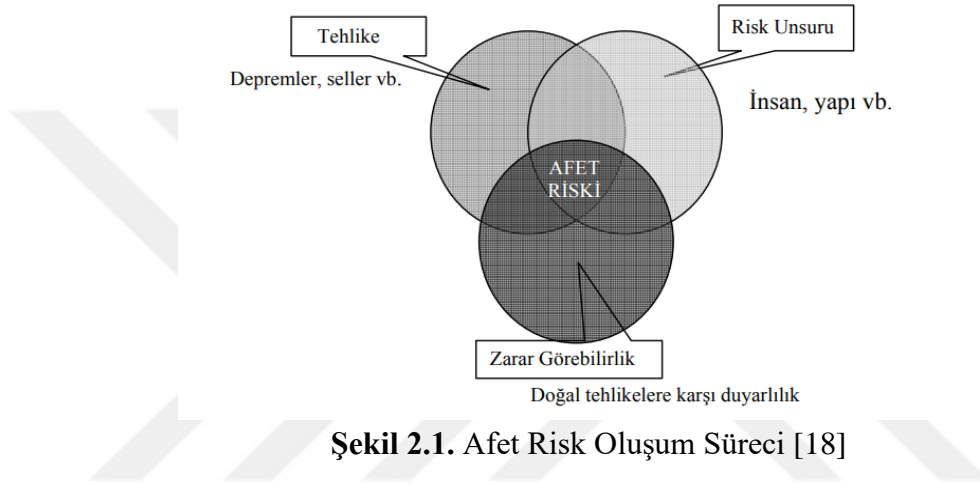 Tehlike
Risk Unsuru
Depremler, seller vb.
İnsan, yapı vb.
AFET
RİSKİ
Zarar Görebilirlik
Doğal tehlikelere karşı duyarlılık
Şekil 2.1. Afet Risk Oluşum Süreci [18]